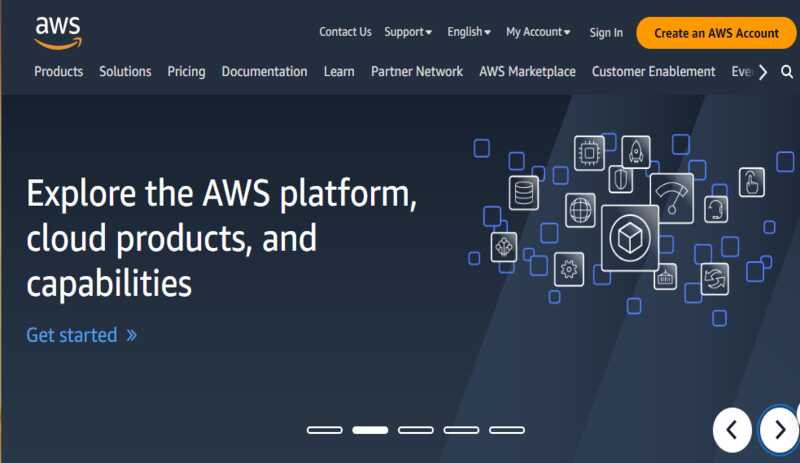 aws
Contact Us Support English My Account Sign In Create an AWS Account
Products Solutions Pricing Documentation Learn Partner Network AWS Marketplace Customer Enablement
Explore the AWS platform,
cloud products, and
capabilities
Get started »